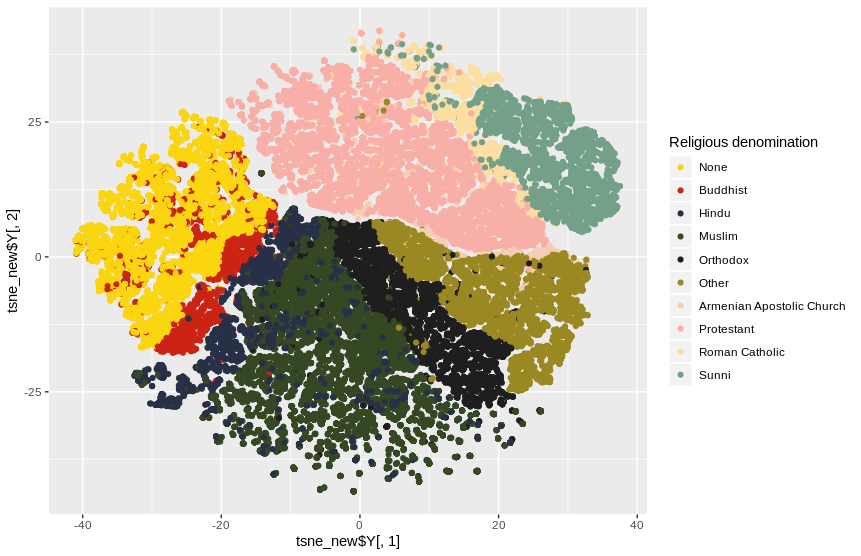 Religious denomination
None
Buddhist
Hindu
Muslim
Orthodox
Other
Armenian Apostolic Church
Protestant
Roman Catholic
Sunni
tsne_new$Y[, 2]
25
0
-25
-40
-20
0
20
40
tsne_new$Y[, 1]